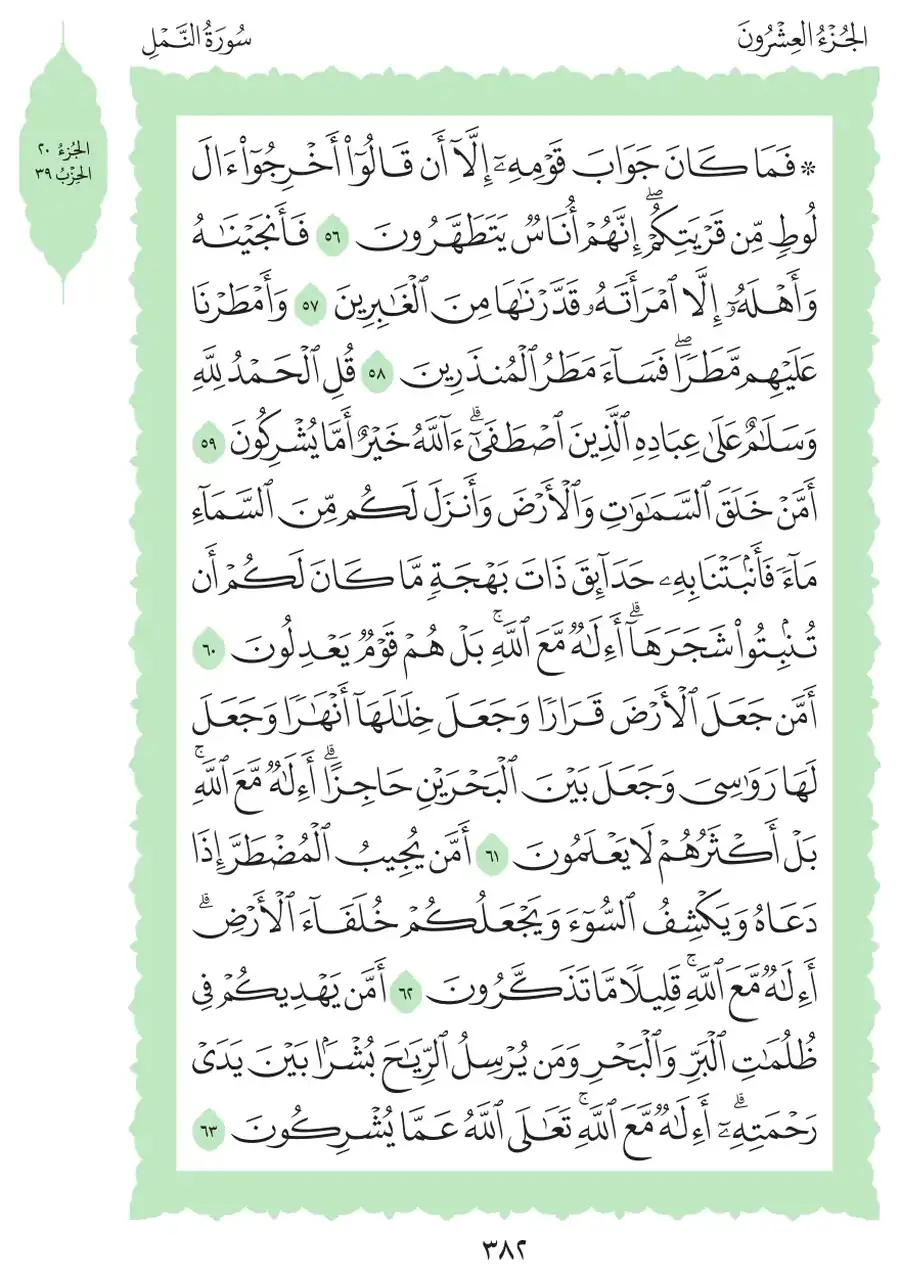 الجُزْءُ العِشْرُونَ
سُورَةُ النَّمْلِ
الجُزْءُ ٢٠
الحِزْبُ ٣٩
۞ فَمَا كَانَ جَوَابَ قَوْمِهِۦٓ إِلَّآ أَن قَالُوٓا۟ أَخْرِجُوٓا۟ ءَالَ
لُوطٍ مِّن قَرْيَتِكُمْ ۖ إِنَّهُمْ أُنَاسٌ يَتَطَهَّرُونَ ٥٦ فَأَنجَيْنَـٰهُ
وَأَهْلَهُۥٓ إِلَّا ٱمْرَأَتَهُۥ قَدَّرْنَـٰهَا مِنَ ٱلْغَـٰبِرِينَ ٥٧ وَأَمْطَرْنَا
عَلَيْهِم مَّطَرًا ۖ فَسَآءَ مَطَرُ ٱلْمُنذَرِينَ ٥٨ قُلِ ٱلْحَمْدُ لِلَّهِ
وَسَلَـٰمٌ عَلَىٰ عِبَادِهِ ٱلَّذِينَ ٱصْطَفَىٰٓ ۗ ءَآللَّهُ خَيْرٌ أَمَّا يُشْرِكُونَ ٥٩
أَمَّنْ خَلَقَ ٱلسَّمَـٰوَٰتِ وَٱلْأَرْضَ وَأَنزَلَ لَكُم مِّنَ ٱلسَّمَآءِ
مَآءً فَأَنۢبَتْنَا بِهِۦ حَدَآئِقَ ذَاتَ بَهْجَةٍ مَّا كَانَ لَكُمْ أَن
تُنۢبِتُوا۟ شَجَرَهَآ ۗ أَءِلَـٰهٌ مَّعَ ٱللَّهِ ۚ بَلْ هُمْ قَوْمٌ يَعْدِلُونَ ٦٠
أَمَّن جَعَلَ ٱلْأَرْضَ قَرَارًا وَجَعَلَ خِلَـٰلَهَآ أَنْهَـٰرًا وَجَعَلَ
لَهَا رَوَٰسِىَ وَجَعَلَ بَيْنَ ٱلْبَحْرَيْنِ حَاجِزًا ۗ أَءِلَـٰهٌ مَّعَ ٱللَّهِ ۚ
بَلْ أَكْثَرُهُمْ لَا يَعْلَمُونَ ٦١ أَمَّن يُجِيبُ ٱلْمُضْطَرَّ إِذَا
دَعَاهُ وَيَكْشِفُ ٱلسُّوٓءَ وَيَجْعَلُكُمْ خُلَفَآءَ ٱلْأَرْضِ ۗ
أَءِلَـٰهٌ مَّعَ ٱللَّهِ ۚ قَلِيلًا مَّا تَذَكَّرُونَ ٦٢ أَمَّن يَهْدِيكُمْ فِى
ظُلُمَـٰتِ ٱلْبَرِّ وَٱلْبَحْرِ وَمَن يُرْسِلُ ٱلرِّيَـٰحَ بُشْرًۢا بَيْنَ يَدَىْ
رَحْمَتِهِۦٓ ۗ أَءِلَـٰهٌ مَّعَ ٱللَّهِ ۚ تَعَـٰلَى ٱللَّهُ عَمَّا يُشْرِكُونَ ٦٣
٣٨٢